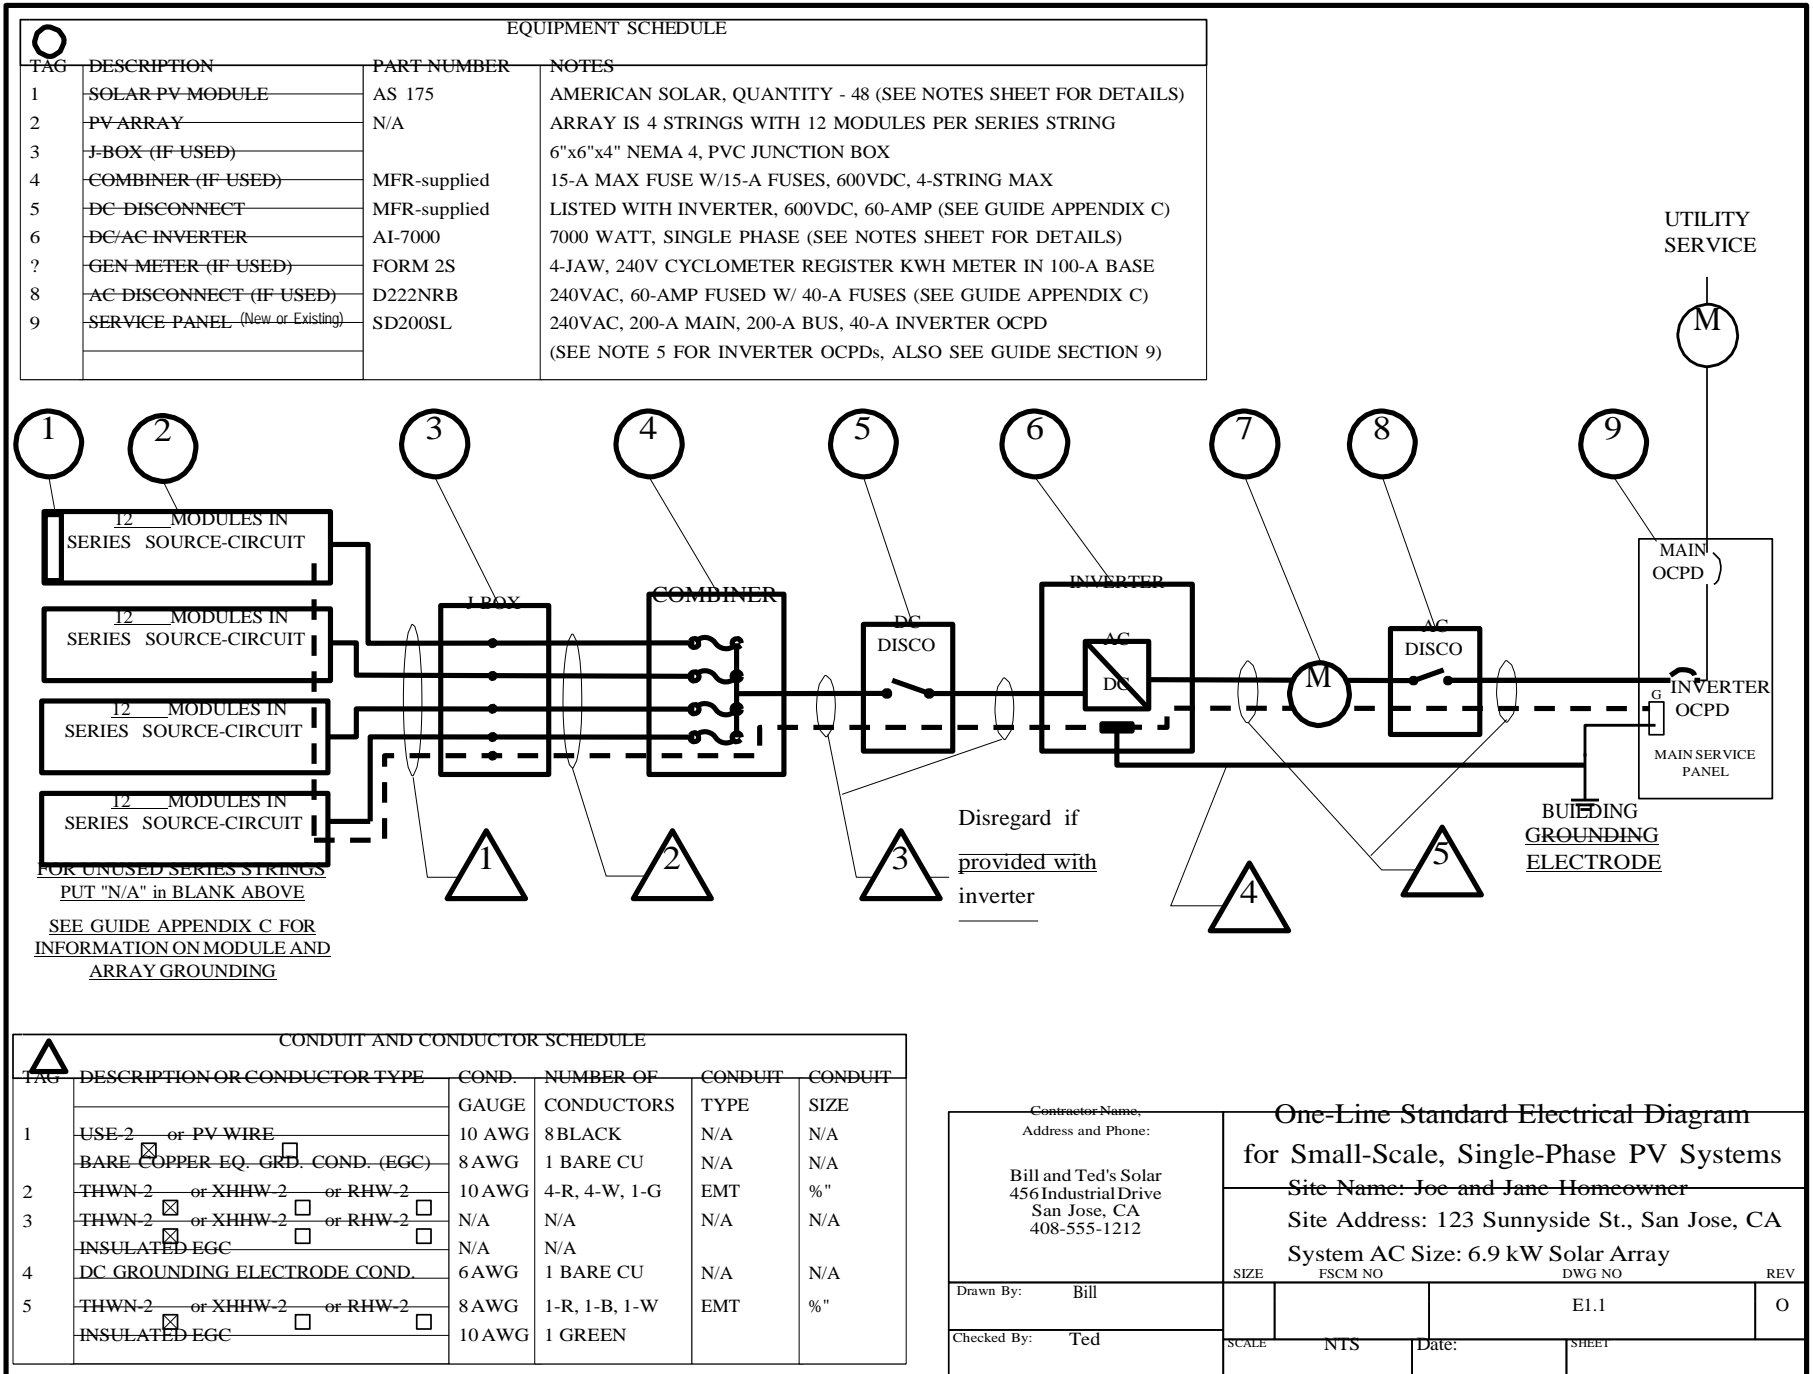 EQUIPMENT SCHEDULE
TAG DESCRIPTION PART NUMBER NOTES
1 SOLAR PV MODULE AS 175 AMERICAN SOLAR, QUANTITY - 48 (SEE NOTES SHEET FOR DETAILS)
2 PV ARRAY N/A ARRAY IS 4 STRINGS WITH 12 MODULES PER SERIES STRING
3 J-BOX (IF USED) 6"x6"x4" NEMA 4, PVC JUNCTION BOX
4 COMBINER (IF USED) MFR-supplied 15-A MAX FUSE W/15-A FUSES, 600VDC, 4-STRING MAX
5 DC DISCONNECT MFR-supplied LISTED WITH INVERTER, 600VDC, 60-AMP (SEE GUIDE APPENDIX C)
6 DC/AC INVERTER AI-7000 7000 WATT, SINGLE PHASE (SEE NOTES SHEET FOR DETAILS)
? GEN METER (IF USED) FORM 2S 4-JAW, 240V CYCLOMETER REGISTER KWH METER IN 100-A BASE
8 AC DISCONNECT (IF USED) D222NRB 240VAC, 60-AMP FUSED W/ 40-A FUSES (SEE GUIDE APPENDIX C)
9 SERVICE PANEL (New or Existing) SD200SL 240VAC, 200-A MAIN, 200-A BUS, 40-A INVERTER OCPD
(SEE NOTE 5 FOR INVERTER OCPDs, ALSO SEE GUIDE SECTION 9)
UTILITY
SERVICE
M
1 2 3 4 5 6 7 8 9
12 MODULES IN
SERIES SOURCE-CIRCUIT
12 MODULES IN
SERIES SOURCE-CIRCUIT
12 MODULES IN
SERIES SOURCE-CIRCUIT
12 MODULES IN
SERIES SOURCE-CIRCUIT
J-BOX
COMBINER
DC
DISCO
INVERTER
AC
DC
M
AC
DISCO
MAIN
OCPD
G INVERTER
OCPD
MAIN SERVICE
PANEL
BUILDING
GROUNDING
ELECTRODE
FOR UNUSED SERIES STRINGS
PUT "N/A" in BLANK ABOVE
SEE GUIDE APPENDIX C FOR
INFORMATION ON MODULE AND
ARRAY GROUNDING
1 2 3 4 5
Disregard if
provided with
inverter
CONDUIT AND CONDUCTOR SCHEDULE
TAG DESCRIPTION OR CONDUCTOR TYPE COND. NUMBER OF CONDUIT CONDUIT
GAUGE CONDUCTORS TYPE SIZE
1 USE-2 or PV WIRE 10 AWG 8 BLACK N/A N/A
BARE COPPER EQ. GRD. COND. (EGC) 8 AWG 1 BARE CU N/A N/A
2 THWN-2 or XHHW-2 or RHW-2 10 AWG 4-R, 4-W, 1-G EMT %"
3 THWN-2 or XHHW-2 or RHW-2 N/A N/A N/A N/A
INSULATED EGC N/A N/A
4 DC GROUNDING ELECTRODE COND. 6 AWG 1 BARE CU N/A N/A
5 THWN-2 or XHHW-2 or RHW-2 8 AWG 1-R, 1-B, 1-W EMT %"
INSULATED EGC 10 AWG 1 GREEN
Contractor Name,
Address and Phone:
Bill and Ted's Solar
456 Industrial Drive
San Jose, CA
408-555-1212
Drawn By: Bill
Checked By: Ted
One-Line Standard Electrical Diagram
for Small-Scale, Single-Phase PV Systems
Site Name: Joe and Jane Homeowner
Site Address: 123 Sunnyside St., San Jose, CA
System AC Size: 6.9 kW Solar Array
SIZE FSCM NO DWG NO REV
E1.1 O
SCALE NTS Date: SHEET